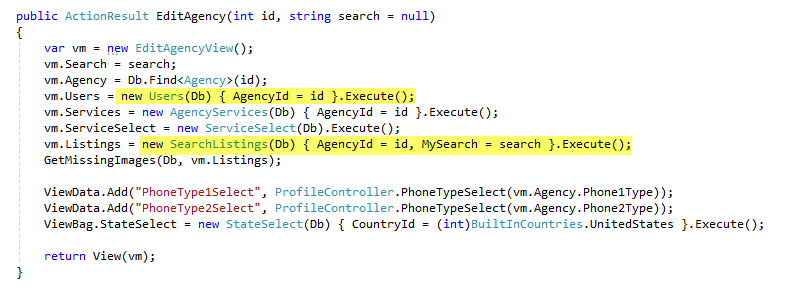 public ActionResult EditAgency(int id, string search = null)
{
var vm = new EditAgencyView();
vm.Search = search;
vm.Agency = Db.Find<Agency>(id);
vm.Users = new Users(Db) { AgencyId = id }.Execute();
vm.Services = new AgencyServices(Db) { AgencyId = id }.Execute();
vm.ServiceSelect = new ServiceSelect(Db).Execute();
vm.Listings = new SearchListings(Db) { AgencyId = id, MySearch = search }.Execute();
GetMissingImages(Db, vm.Listings);
ViewData.Add("PhoneType1Select", ProfileController.PhoneTypeSelect(vm.Agency.Phone1Type));
ViewData.Add("PhoneType2Select", ProfileController.PhoneTypeSelect(vm.Agency.Phone2Type));
ViewBag.StateSelect = new StateSelect(Db) { CountryId = (int)BuiltInCountries.UnitedStates }.Execute();
return View(vm);
}